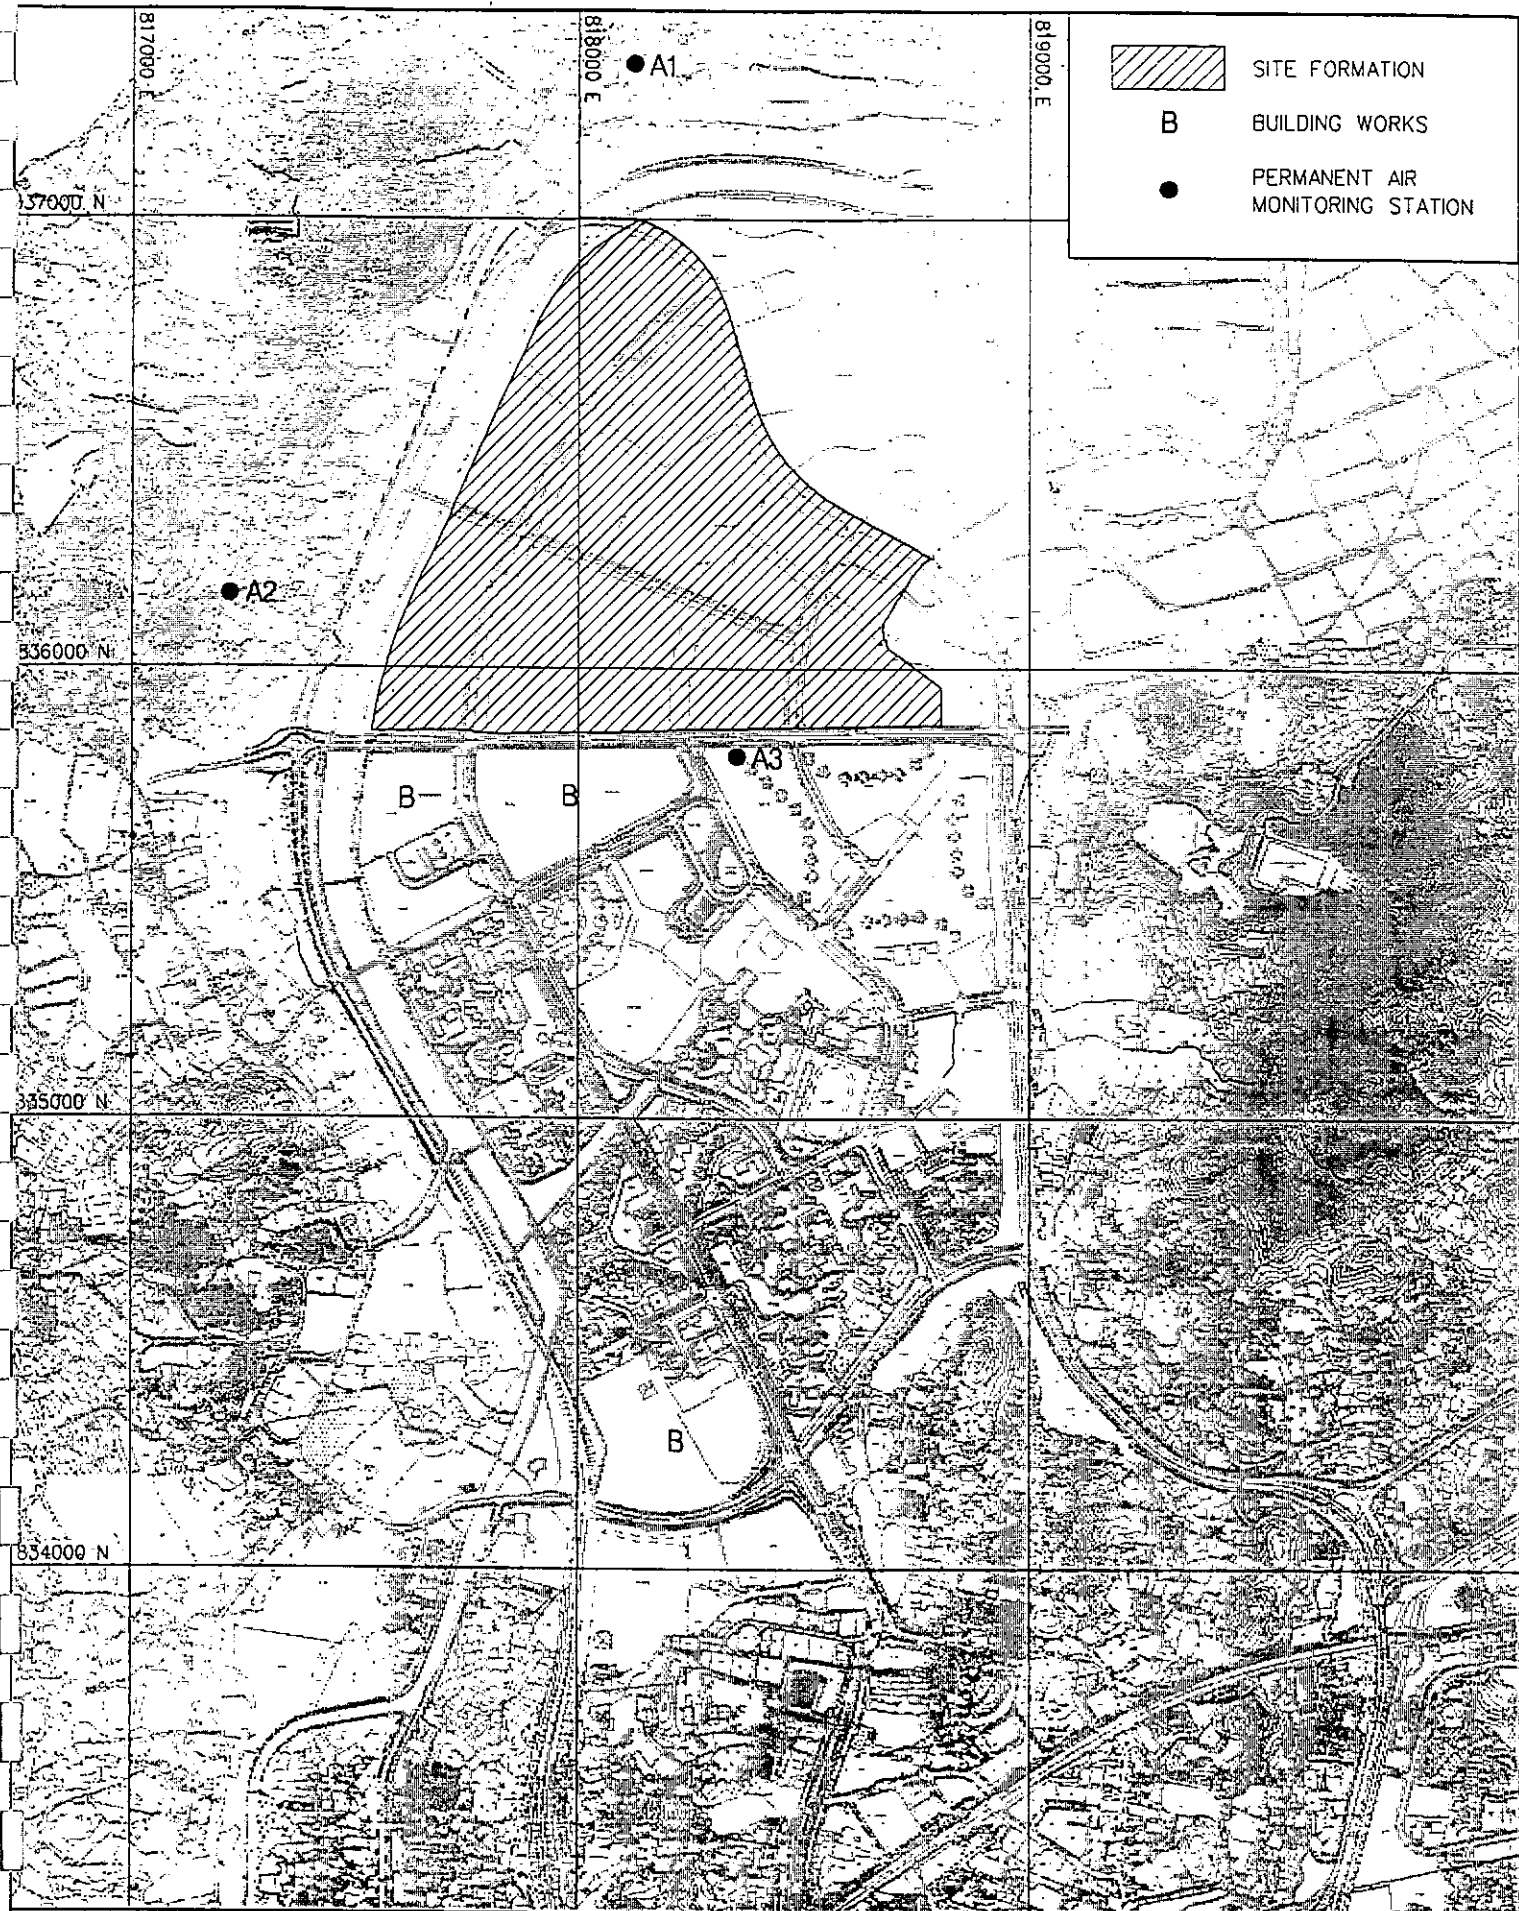 817000 E
818000 E
819000 E
A1
SITE FORMATION
B BUILDING WORKS
PERMANENT AIR
MONITORING STATION
837000 N
A2
836000 N
A3
B
B
835000 N
B
834000 N